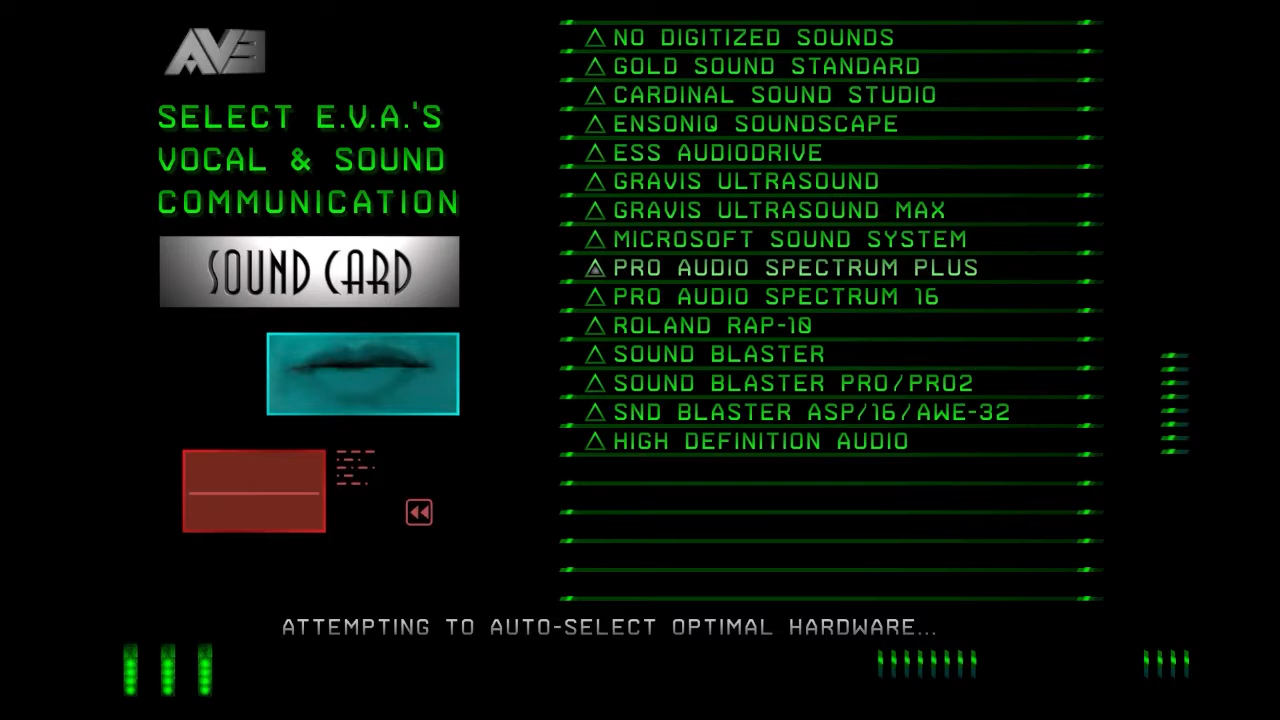 AV3
SELECT E.V.A.'S
VOCAL & SOUND
COMMUNICATION
SOUND CARD
NO DIGITIZED SOUNDS
GOLD SOUND STANDARD
CARDINAL SOUND STUDIO
ENSONIQ SOUNDSCAPE
ESS AUDIODRIVE
GRAVIS ULTRASOUND
GRAVIS ULTRASOUND MAX
MICROSOFT SOUND SYSTEM
PRO AUDIO SPECTRUM PLUS
PRO AUDIO SPECTRUM 16
ROLAND RAP-10
SOUND BLASTER
SOUND BLASTER PRO/PRO2
SND BLASTER ASP/16/AWE-32
HIGH DEFINITION AUDIO
ATTEMPTING TO AUTO-SELECT OPTIMAL HARDWARE...